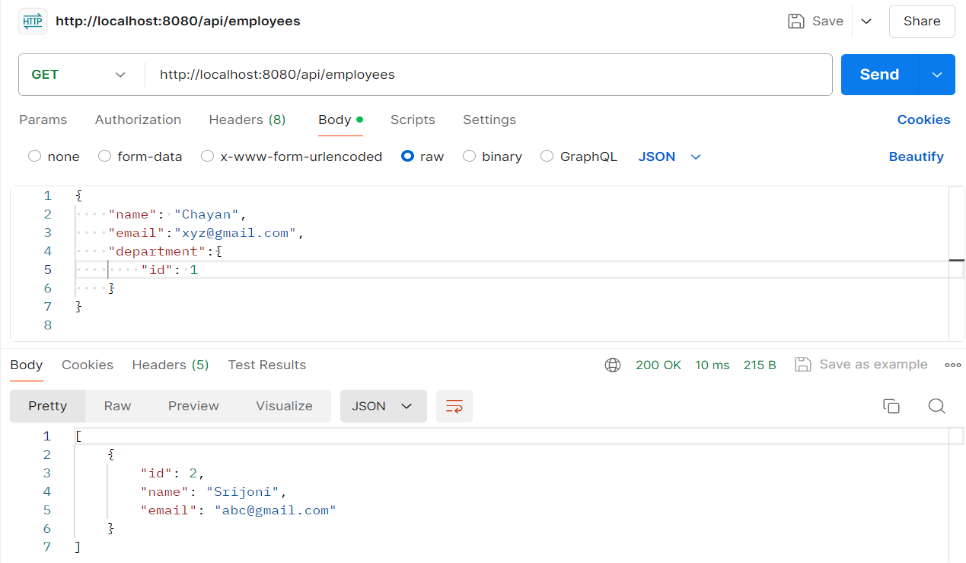 HTTP http://localhost:8080/api/employees Save Share
GET http://localhost:8080/api/employees Send
Params Authorization Headers (8) Body Scripts Settings Cookies
none form-data x-www-form-urlencoded raw binary GraphQL JSON Beautify
1 {
2 "name": "Chayan",
3 "email":"xyz@gmail.com",
4 "department":{
5 "id": 1
6 }
7 }
8
Body Cookies Headers (5) Test Results 200 OK 10 ms 215 B Save as example
Pretty Raw Preview Visualize JSON
1 [
2 {
3 "id": 2,
4 "name": "Srijoni",
5 "email": "abc@gmail.com"
6 }
7 ]